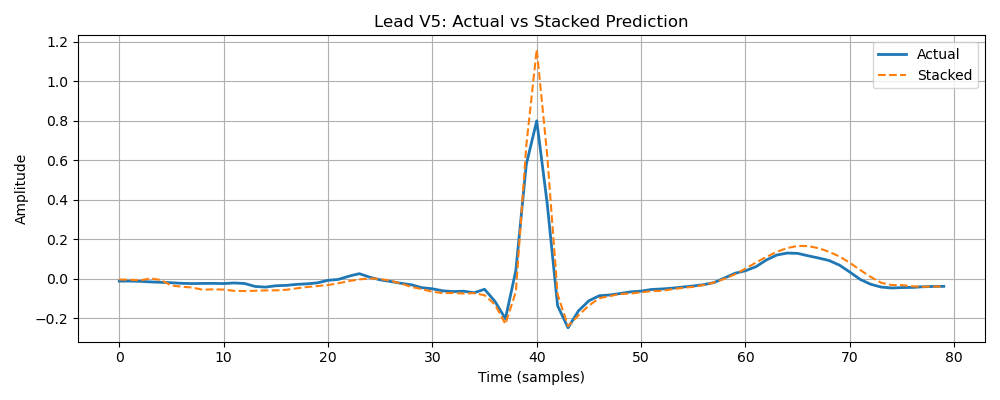 Lead V5: Actual vs Stacked Prediction
1.2
1.0
0.8
0.6
0.4
0.2
0.0
−0.2
Amplitude
Actual
Stacked
0 10 20 30 40 50 60 70 80
Time (samples)